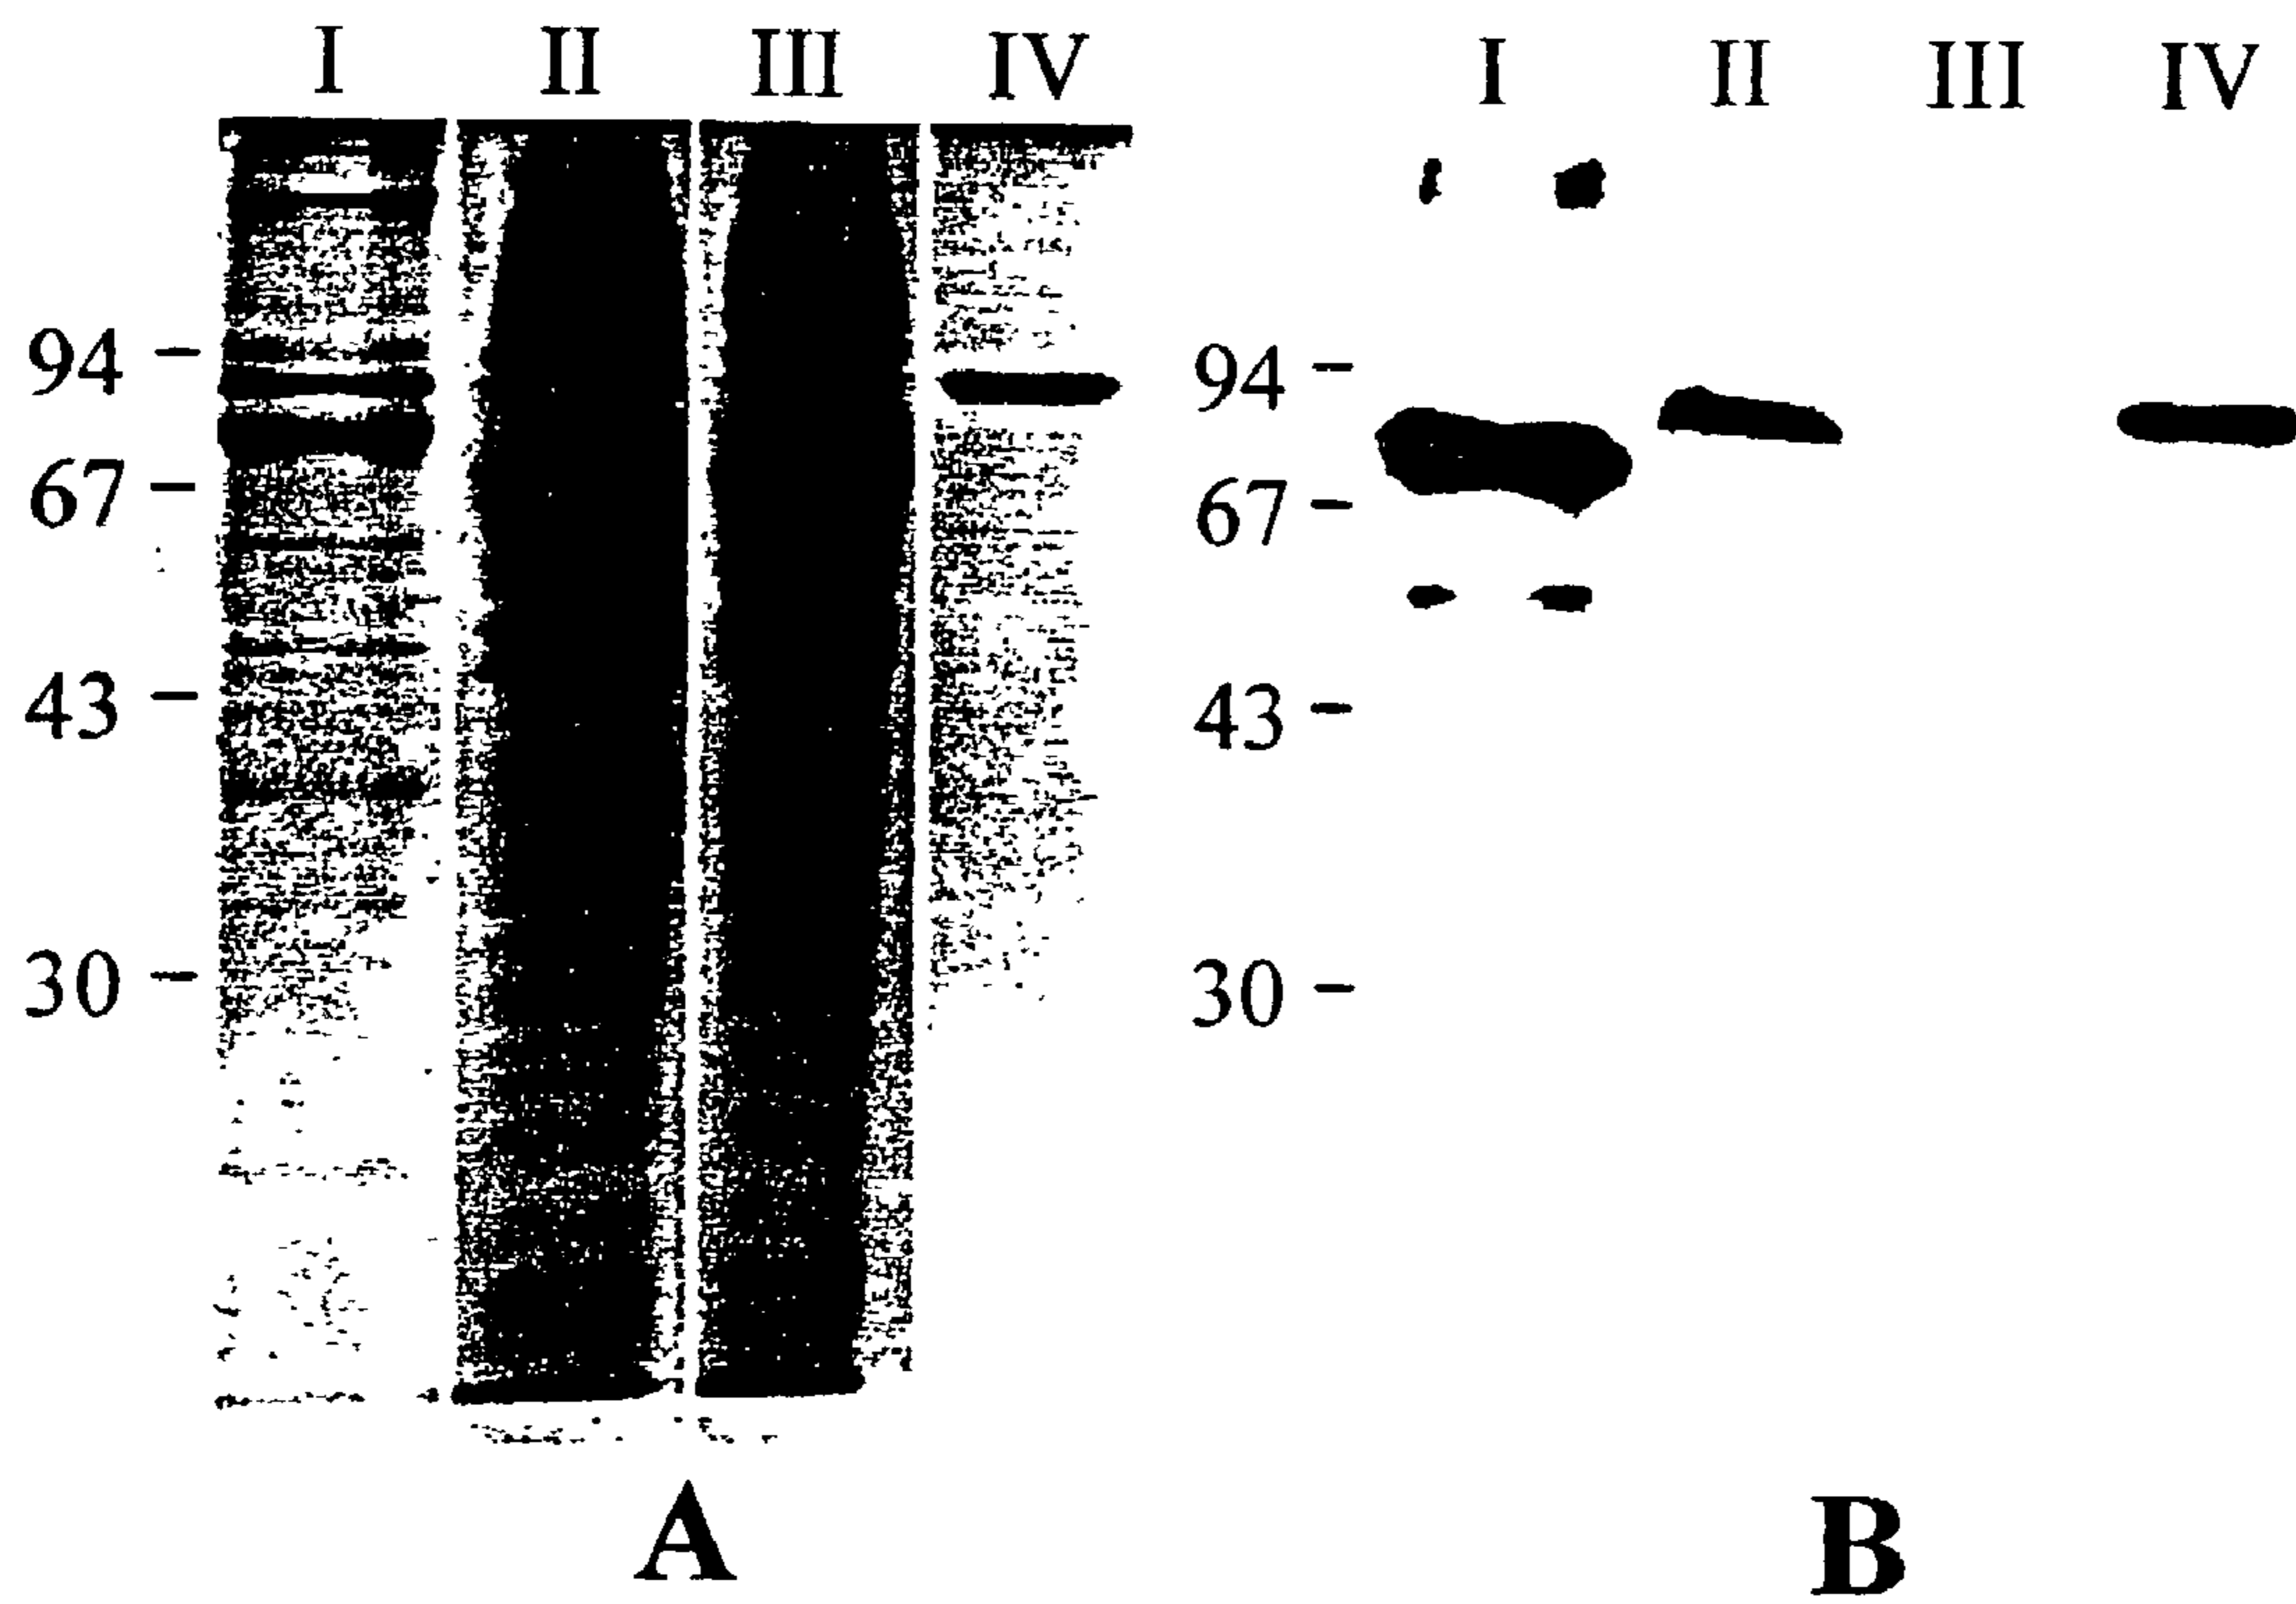 I II III IV I II III IV
94 – 94 –
67 – 67 –
43 – 43 –
30 – 30 –
A B